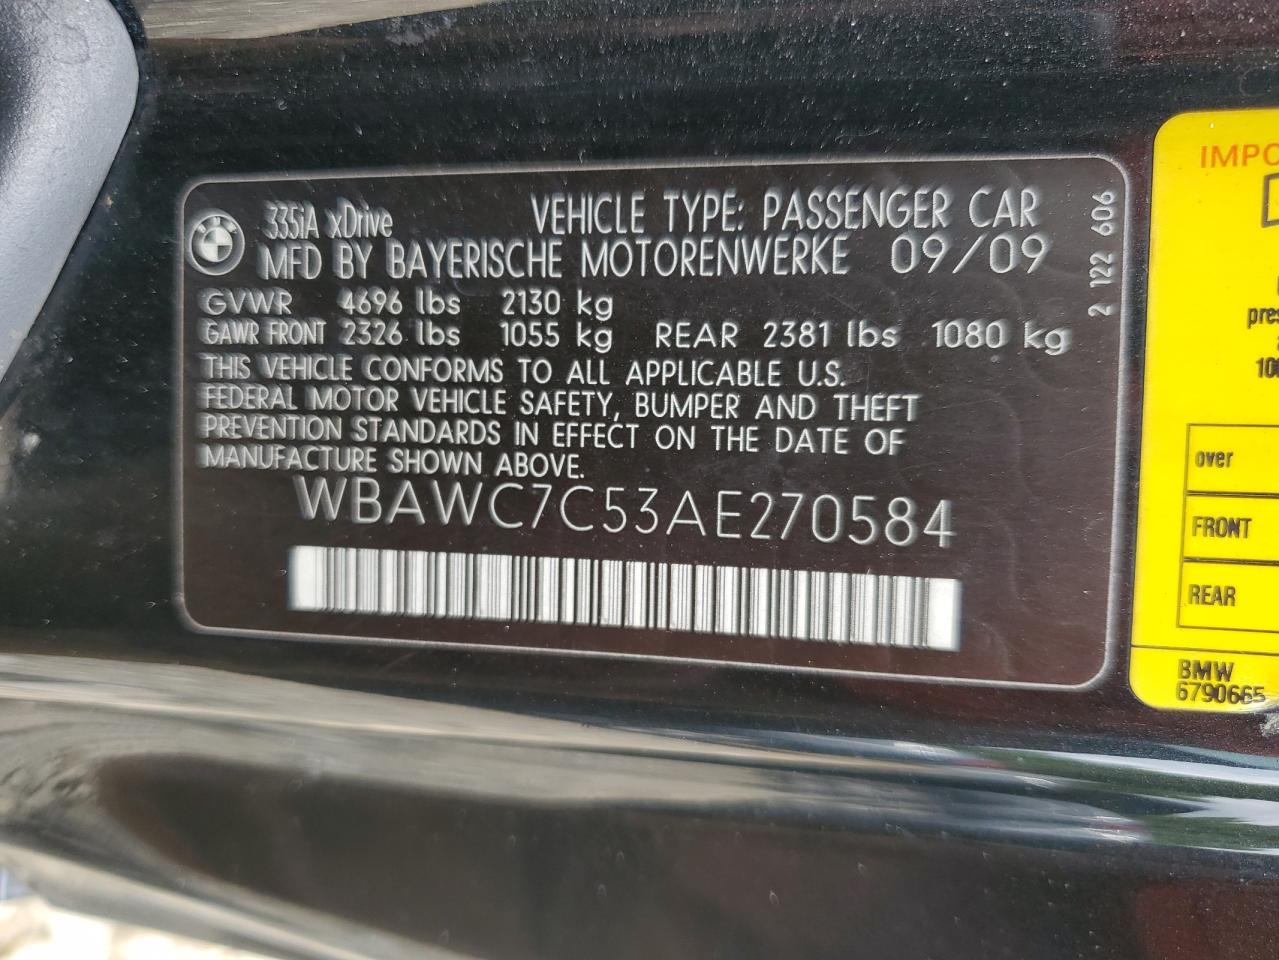 335iA xDrive VEHICLE TYPE: PASSENGER CAR
MFD BY BAYERISCHE MOTORENWERKE 09/09
GVWR 4696 lbs 2130 kg
GAWR FRONT 2326 lbs 1055 kg REAR 2381 lbs 1080 kg
THIS VEHICLE CONFORMS TO ALL APPLICABLE U.S.
FEDERAL MOTOR VEHICLE SAFETY, BUMPER AND THEFT
PREVENTION STANDARDS IN EFFECT ON THE DATE OF
MANUFACTURE SHOWN ABOVE.
WBAWC7C53AE270584
2 122 606
IMPO
pres
over
FRONT
REAR
BMW
6790665